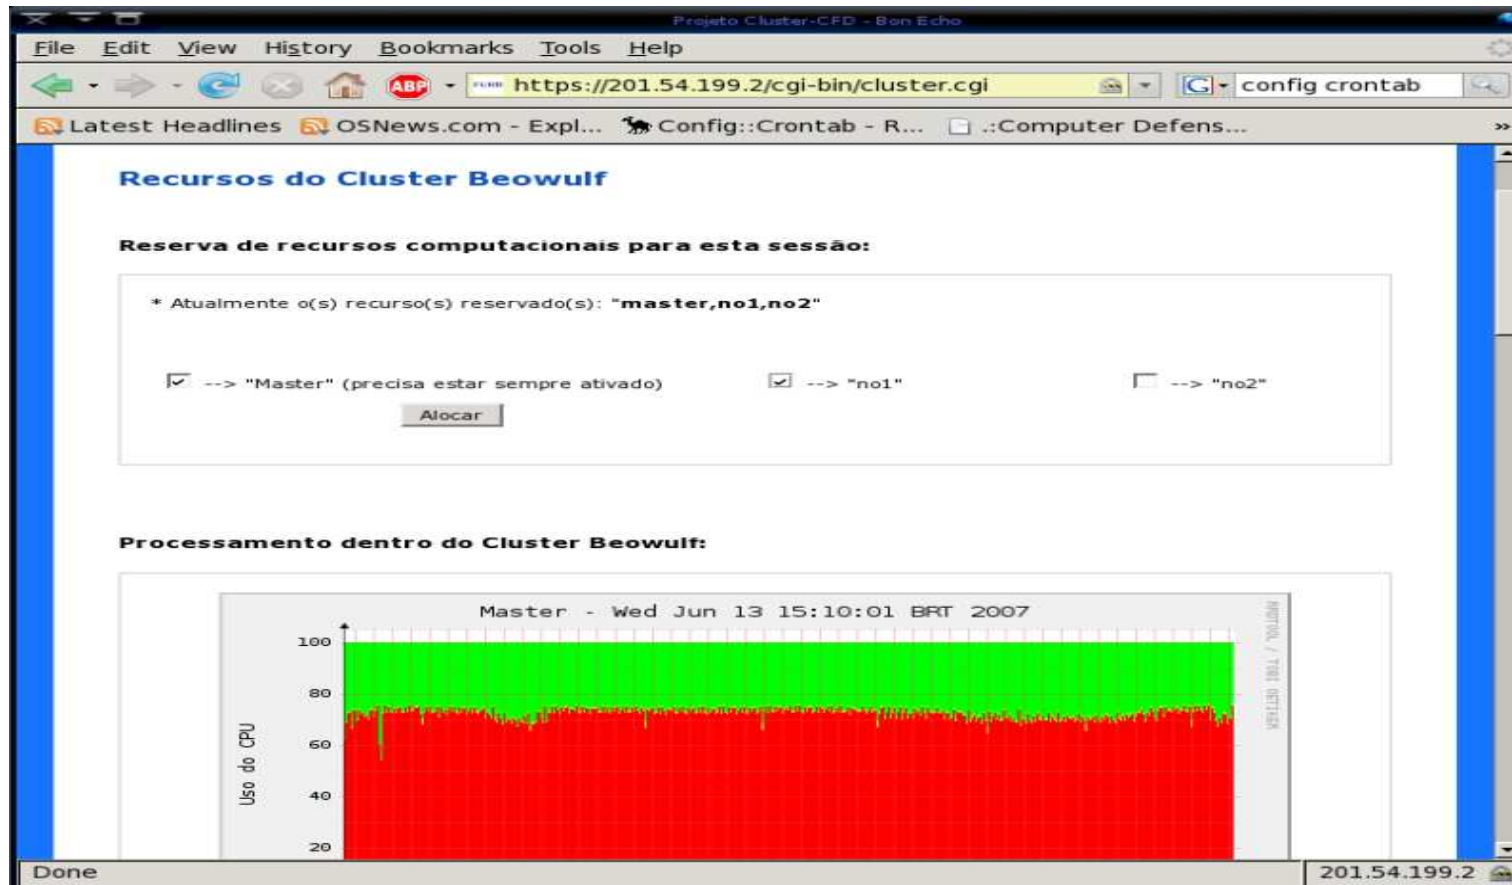 Projeto Cluster-CFD - Bon Echo
File Edit View History Bookmarks Tools Help
ABP https://201.54.199.2/cgi-bin/cluster.cgi G config crontab
Latest Headlines OSNews.com - Expl... Config::Crontab - R... .:Computer Defens... »
Recursos do Cluster Beowulf
Reserva de recursos computacionais para esta sessão:
* Atualmente o(s) recurso(s) reservado(s): "master,no1,no2"
--> "Master" (precisa estar sempre ativado) --> "no1" --> "no2"
Alocar
Processamento dentro do Cluster Beowulf:
Master - Wed Jun 13 15:10:01 BRT 2007
RRDTOOL / TOBI OETIKER
100
80
60
40
20
Uso do CPU
Done 201.54.199.2